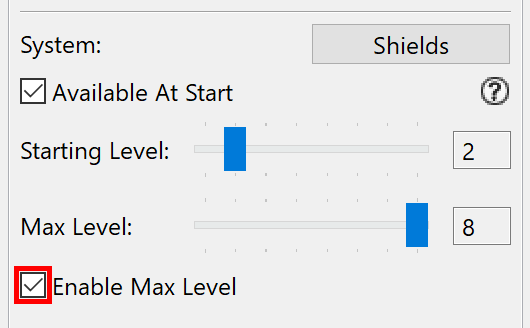 System: Shields
Available At Start ?
Starting Level: 2
Max Level: 8
Enable Max Level